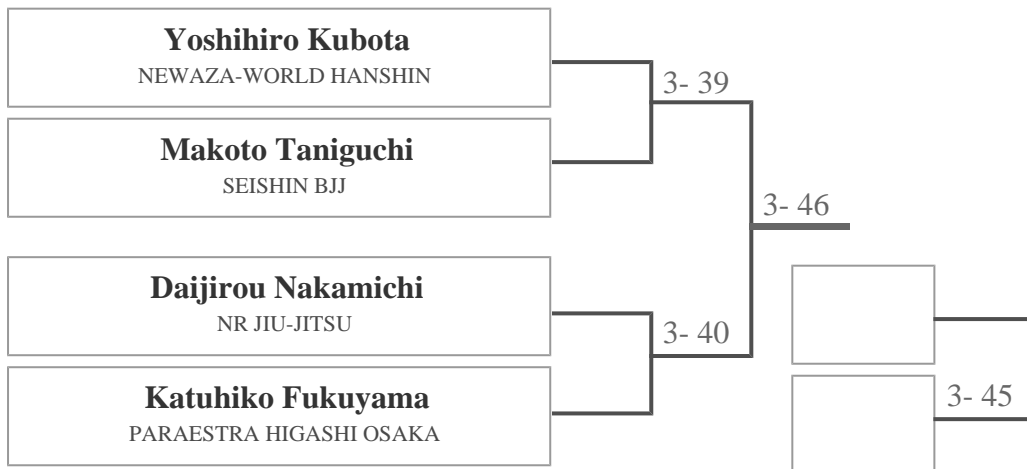 Yoshihiro Kubota
NEWAZA-WORLD HANSHIN
3- 39
Makoto Taniguchi
SEISHIN BJJ
3- 46
Daijirou Nakamichi
NR JIU-JITSU
3- 40
Katuhiko Fukuyama
PARAESTRA HIGASHI OSAKA
3- 45